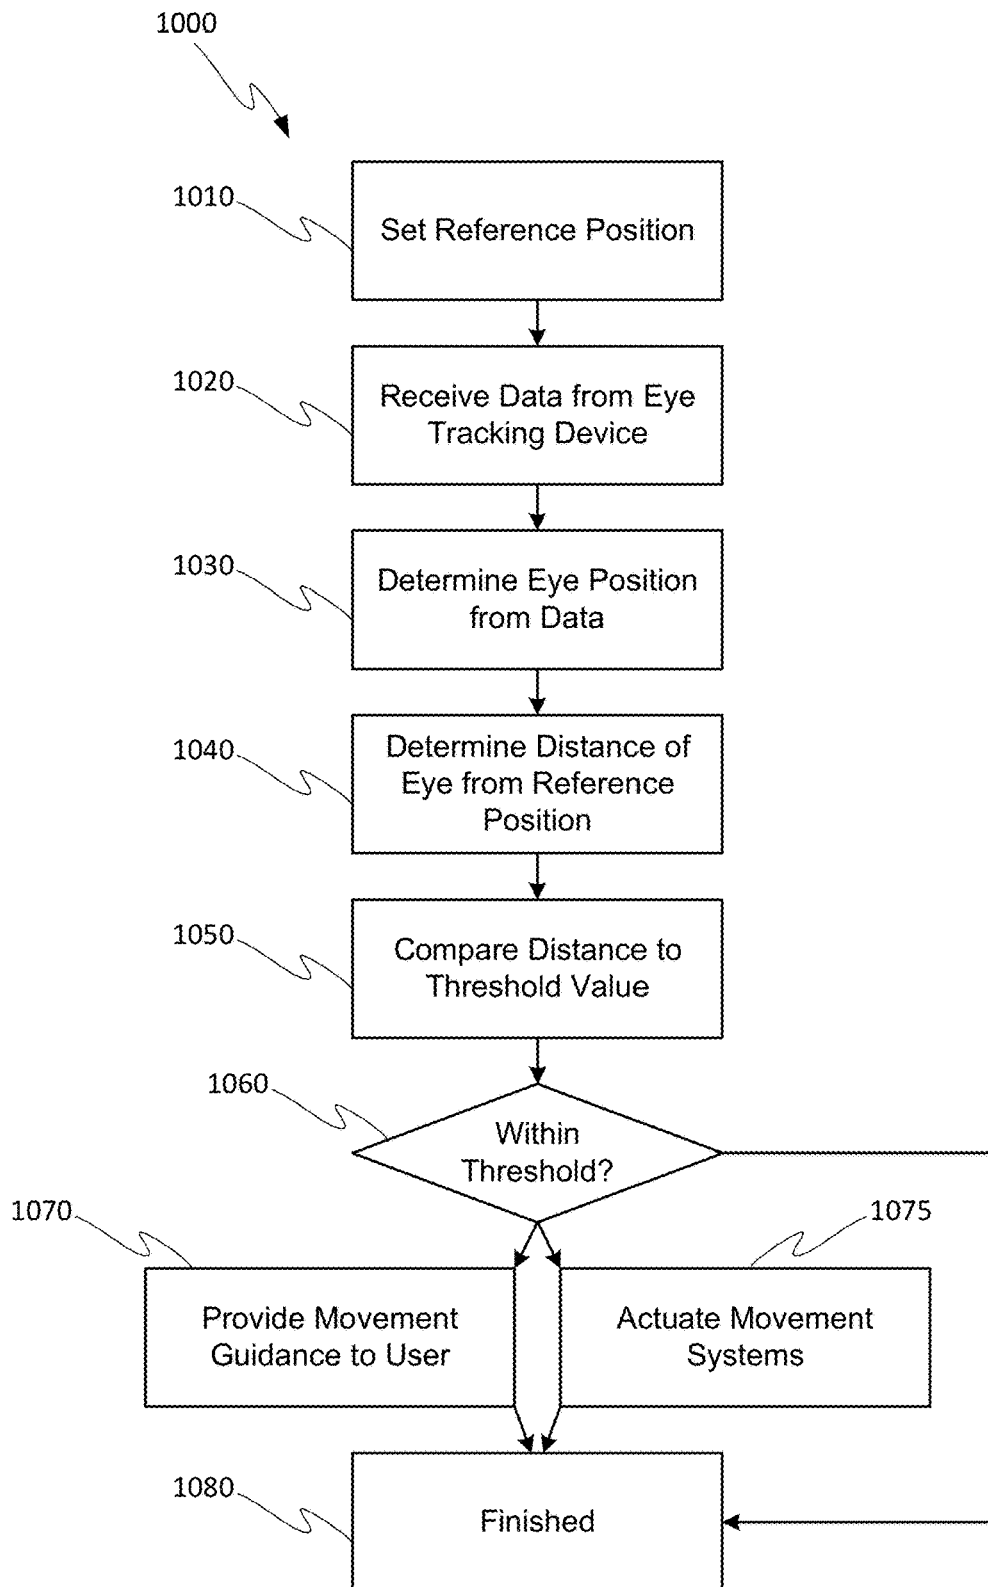 1000
1010
Set Reference Position
1020
Receive Data from Eye
Tracking Device
1030
Determine Eye Position
from Data
1040
Determine Distance of
Eye from Reference
Position
1050
Compare Distance to
Threshold Value
1060
Within
Threshold?
1070
1075
Provide Movement
Guidance to User
Actuate Movement
Systems
1080
Finished